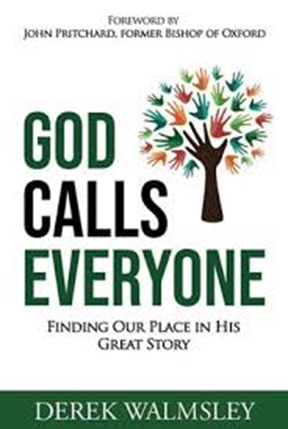 FOREWORD BY
JOHN PRITCHARD, FORMER BISHOP OF OXFORD
GOD
CALLS
EVERYONE
FINDING OUR PLACE IN HIS
GREAT STORY
DEREK WALMSLEY